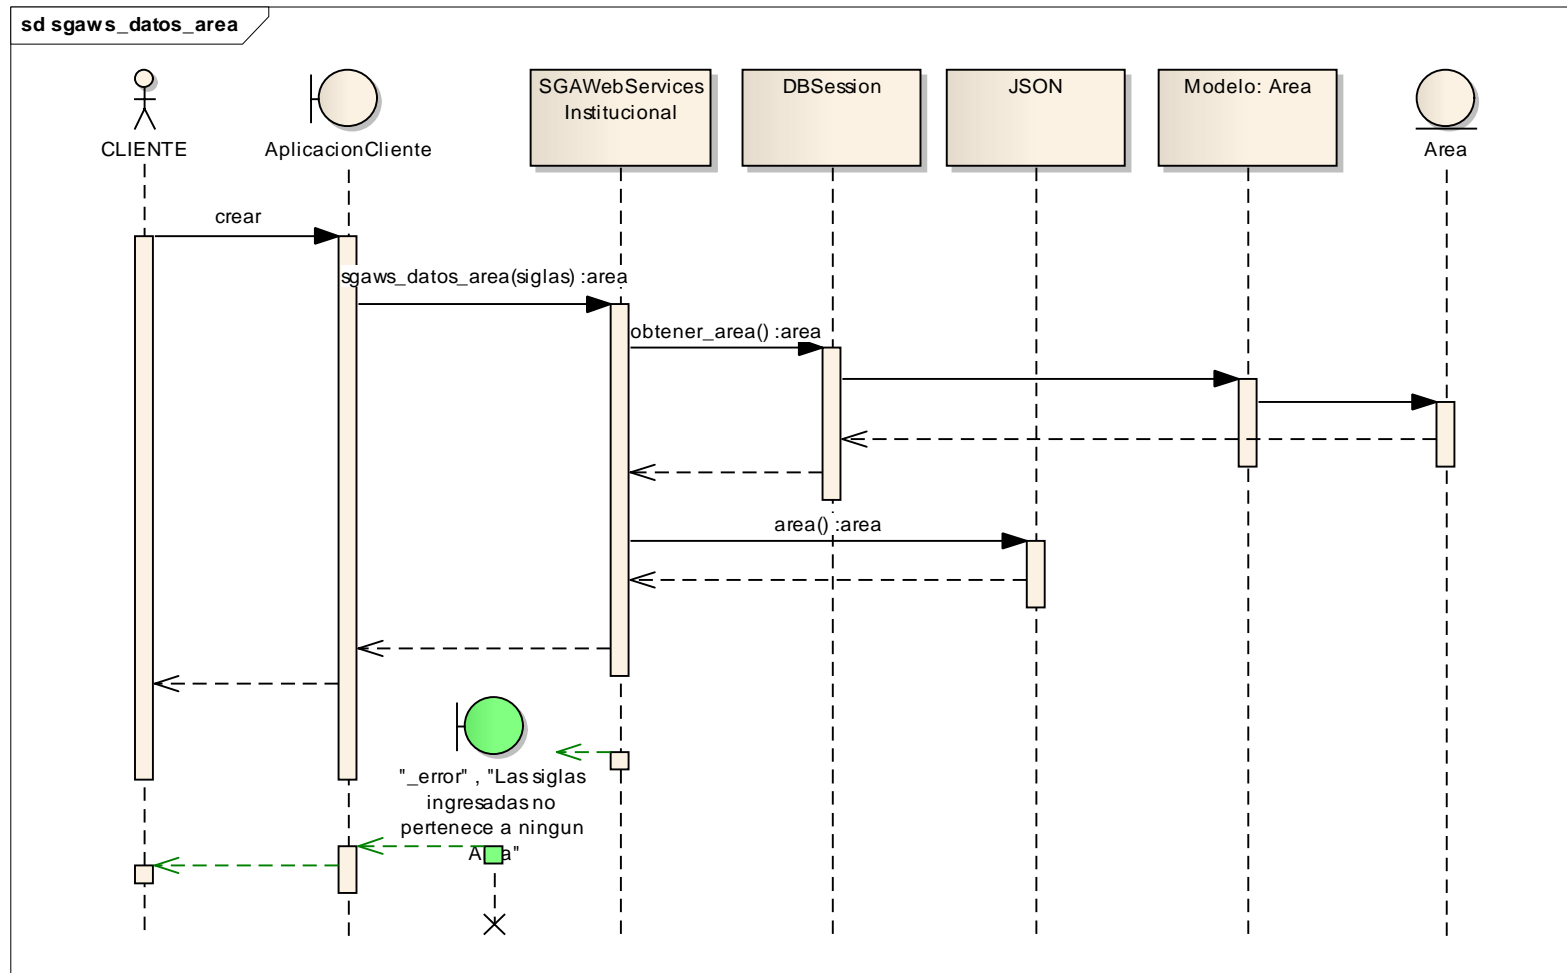 sd sgaws_datos_area
CLIENTE
AplicacionCliente
SGAWebServices
Institucional
DBSession
JSON
Modelo: Area
Area
crear
sgaws_datos_area(siglas) :area
obtener_area() :area
area() :area
"_error" , "Las siglas
ingresadas no
pertenece a ningun